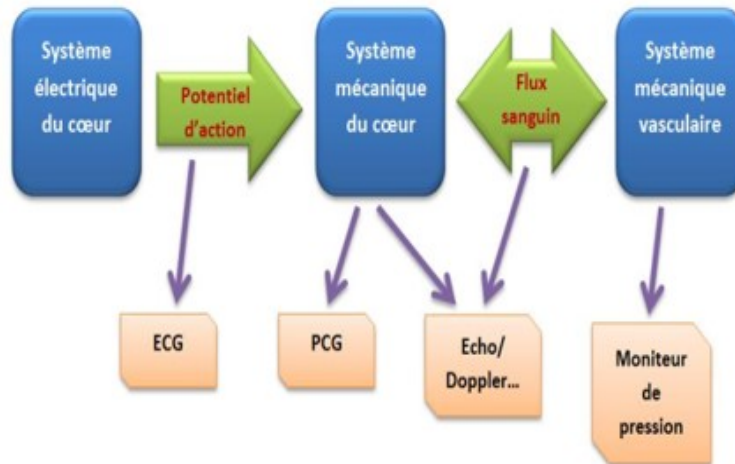 Système
électrique
du cœur
Potentiel
d'action
Système
mécanique
du cœur
Flux
sanguin
Système
mécanique
vasculaire
ECG
PCG
Echo/
Doppler...
Moniteur
de
pression